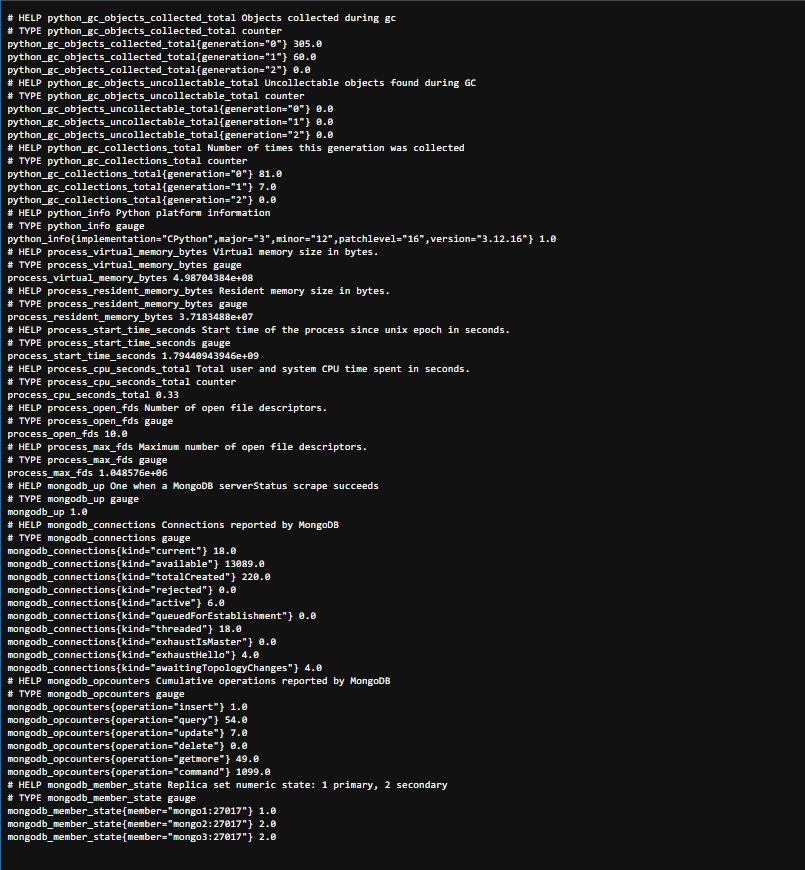 # HELP python_gc_objects_collected_total Objects collected during gc
# TYPE python_gc_objects_collected_total counter
python_gc_objects_collected_total{generation="0"} 305.0
python_gc_objects_collected_total{generation="1"} 60.0
python_gc_objects_collected_total{generation="2"} 0.0
# HELP python_gc_objects_uncollectable_total Uncollectable objects found during GC
# TYPE python_gc_objects_uncollectable_total counter
python_gc_objects_uncollectable_total{generation="0"} 0.0
python_gc_objects_uncollectable_total{generation="1"} 0.0
python_gc_objects_uncollectable_total{generation="2"} 0.0
# HELP python_gc_collections_total Number of times this generation was collected
# TYPE python_gc_collections_total counter
python_gc_collections_total{generation="0"} 81.0
python_gc_collections_total{generation="1"} 7.0
python_gc_collections_total{generation="2"} 0.0
# HELP python_info Python platform information
# TYPE python_info gauge
python_info{implementation="CPython",major="3",minor="12",patchlevel="16",version="3.12.16"} 1.0
# HELP process_virtual_memory_bytes Virtual memory size in bytes.
# TYPE process_virtual_memory_bytes gauge
process_virtual_memory_bytes 4.98704384e+08
# HELP process_resident_memory_bytes Resident memory size in bytes.
# TYPE process_resident_memory_bytes gauge
process_resident_memory_bytes 3.7183488e+07
# HELP process_start_time_seconds Start time of the process since unix epoch in seconds.
# TYPE process_start_time_seconds gauge
process_start_time_seconds 1.79440943946e+09
# HELP process_cpu_seconds_total Total user and system CPU time spent in seconds.
# TYPE process_cpu_seconds_total counter
process_cpu_seconds_total 0.33
# HELP process_open_fds Number of open file descriptors.
# TYPE process_open_fds gauge
process_open_fds 10.0
# HELP process_max_fds Maximum number of open file descriptors.
# TYPE process_max_fds gauge
process_max_fds 1.048576e+06
# HELP mongodb_up One when a MongoDB serverStatus scrape succeeds
# TYPE mongodb_up gauge
mongodb_up 1.0
# HELP mongodb_connections Connections reported by MongoDB
# TYPE mongodb_connections gauge
mongodb_connections{kind="current"} 18.0
mongodb_connections{kind="available"} 13089.0
mongodb_connections{kind="totalCreated"} 220.0
mongodb_connections{kind="rejected"} 0.0
mongodb_connections{kind="active"} 6.0
mongodb_connections{kind="queuedForEstablishment"} 0.0
mongodb_connections{kind="threaded"} 18.0
mongodb_connections{kind="exhaustIsMaster"} 0.0
mongodb_connections{kind="exhaustHello"} 4.0
mongodb_connections{kind="awaitingTopologyChanges"} 4.0
# HELP mongodb_opcounters Cumulative operations reported by MongoDB
# TYPE mongodb_opcounters gauge
mongodb_opcounters{operation="insert"} 1.0
mongodb_opcounters{operation="query"} 54.0
mongodb_opcounters{operation="update"} 7.0
mongodb_opcounters{operation="delete"} 0.0
mongodb_opcounters{operation="getmore"} 49.0
mongodb_opcounters{operation="command"} 1099.0
# HELP mongodb_member_state Replica set numeric state: 1 primary, 2 secondary
# TYPE mongodb_member_state gauge
mongodb_member_state{member="mongo1:27017"} 1.0
mongodb_member_state{member="mongo2:27017"} 2.0
mongodb_member_state{member="mongo3:27017"} 2.0